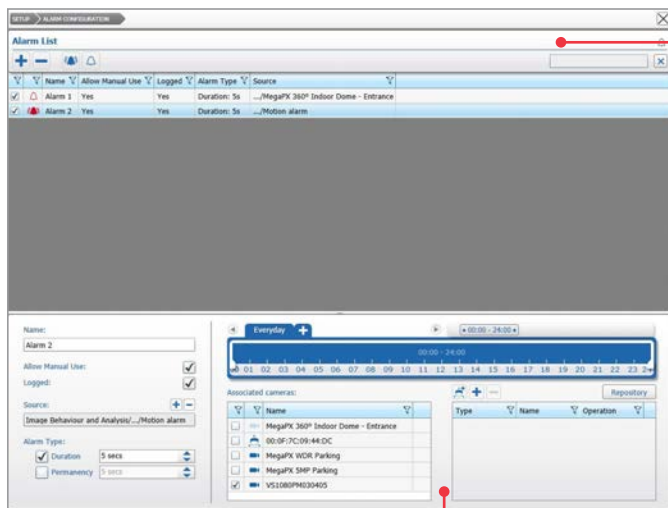 SETUP ALARM CONFIGURATION
Alarm List
Name Allow Manual Use Logged Alarm Type Source
Alarm 1 Yes Yes Duration: 5s .../MegaPX 360º Indoor Dome - Entrance
Alarm 2 Yes Yes Duration: 5s .../Motion alarm
Name:
Alarm 2
Allow Manual Use:
Logged:
Source:
Image Behaviour and Analysis/.../Motion alarm
Alarm Type:
Duration 5 secs
Permanency 5 secs
Everyday
00:00 - 24:00
00:00 - 24:00
01 02 03 04 05 06 07 08 09 10 11 12 13 14 15 16 17 18 19 20 21 22 23
Associated cameras:
Name
MegaPX 360º Indoor Dome - Entrance
00:0F:7C:09:44:DC
MegaPX WDR Parking
MegaPX 5MP Parking
VS1080PM030405
Repository
Type Name Operation